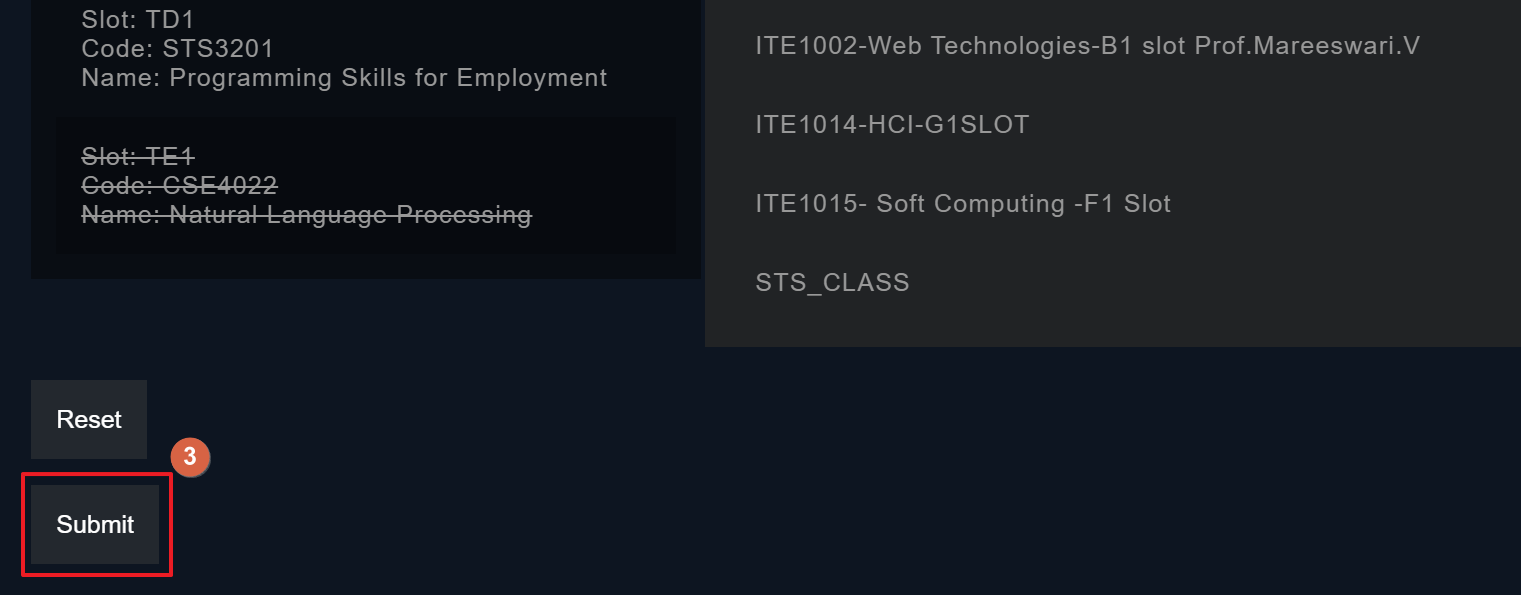 Slot: TD1
Code: STS3201
Name: Programming Skills for Employment
Slot: TE1
Code: CSE4022
Name: Natural Language Processing
ITE1002-Web Technologies-B1 slot Prof.Mareeswari.V
ITE1014-HCI-G1SLOT
ITE1015- Soft Computing -F1 Slot
STS_CLASS
Reset
3
Submit